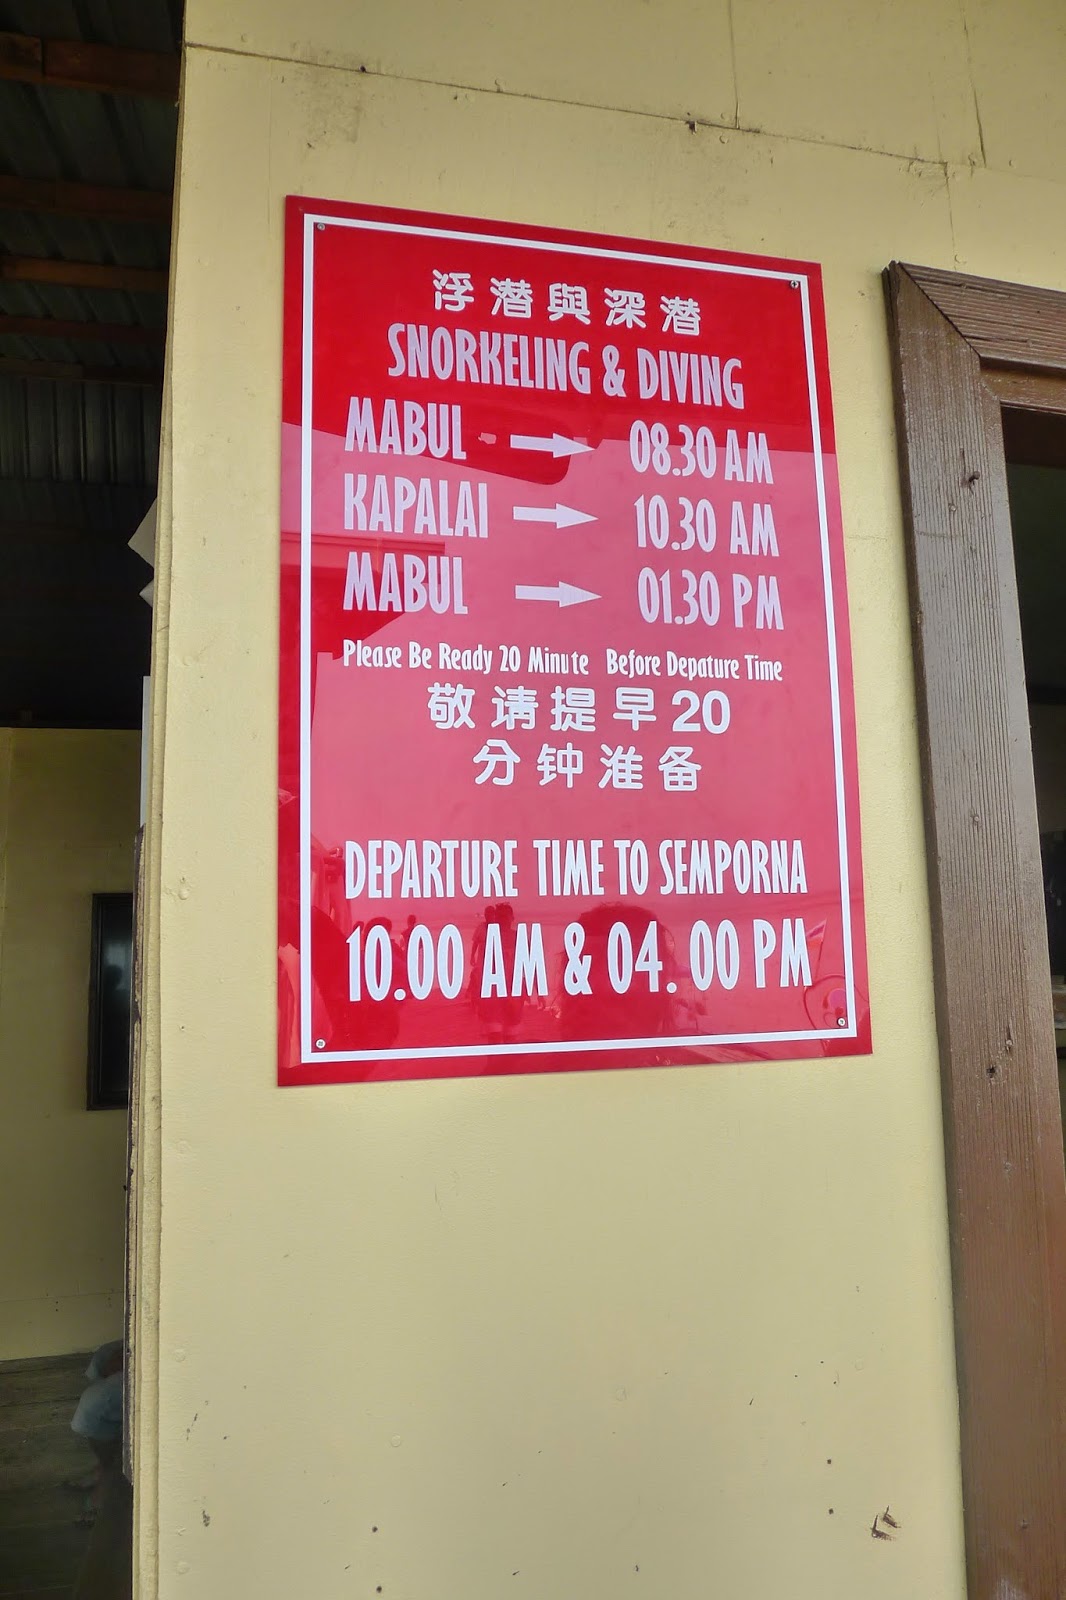 浮潛與深潛
SNORKELING & DIVING
MABUL → 08.30 AM
KAPALAI → 10.30 AM
MABUL → 01.30 PM
Please Be Ready 20 Minute Before Depature Time
敬请提早20
分钟准备
DEPARTURE TIME TO SEMPORNA
10.00 AM & 04. 00 PM